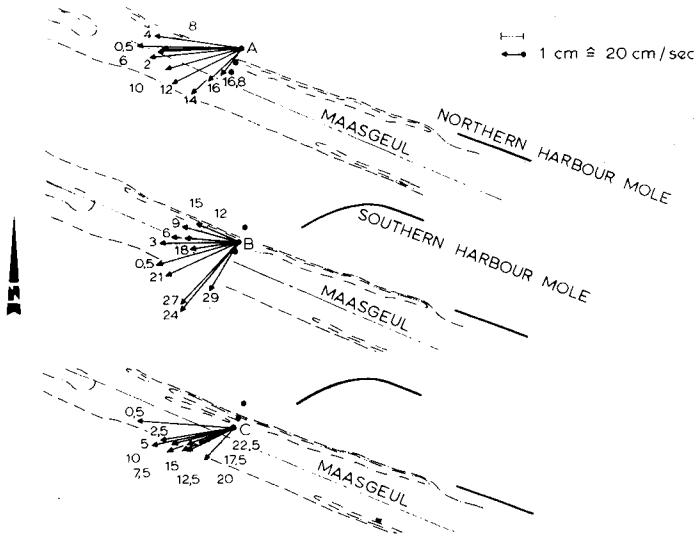 8
4
0,5
A
1 cm ≙ 20 cm/sec
6 2
16 16,8
10 12
14
MAASGEUL
NORTHERN HARBOUR MOLE
15
12
9
6
3
B
18
0,5
21
27
29
24
SOUTHERN HARBOUR MOLE
MAASGEUL
0,5
2,5
C
5
22,5
10 15 17,5
7,5 12,5 20
MAASGEUL